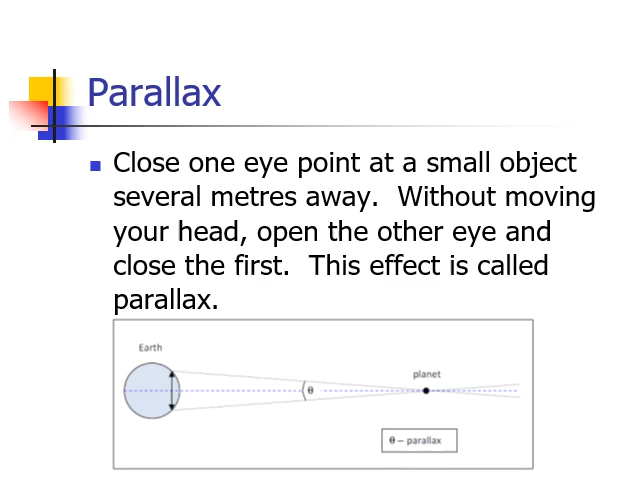 Parallax
Close one eye point at a small object
several metres away.  Without moving
your head, open the other eye and
close the first.  This effect is called
parallax.
Earth
planet
θ
θ – parallax